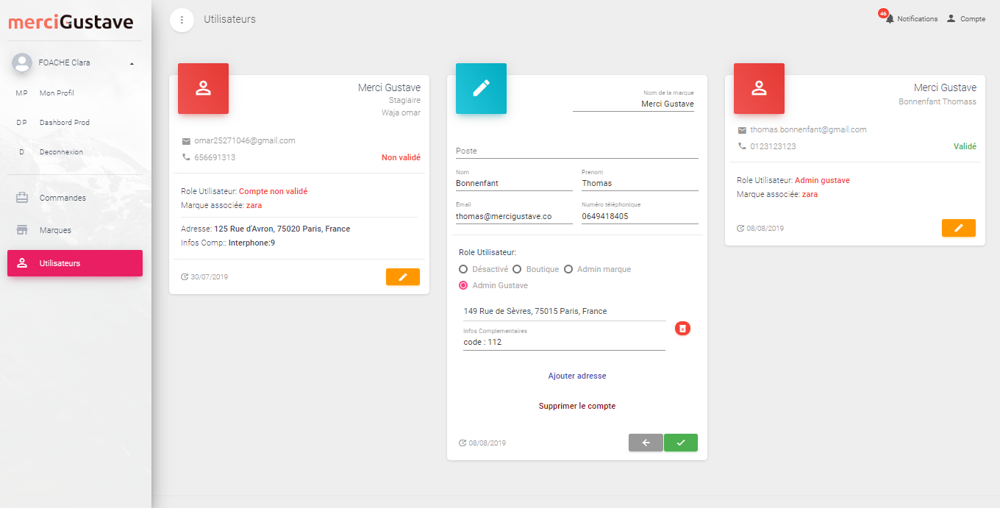 merciGustave
FOACHE Clara
MP Mon Profil
DP Dashbord Prod
D Deconnexion
Commandes
Marques
Utilisateurs
Utilisateurs
46
Notifications
Compte
Merci Gustave
Stagiaire
Waja omar
omar25271046@gmail.com
656691313
Non validé
Role Utilisateur: Compte non validé
Marque associée: zara
Adresse: 125 Rue d'Avron, 75020 Paris, France
Infos Comp:: Interphone:9
30/07/2019
Nom de la marque
Merci Gustave
Poste
Nom
Bonnenfant
Prenom
Thomas
Email
thomas@mercigustave.co
Numéro téléphonique
0649418405
Role Utilisateur:
Désactivé Boutique Admin marque
Admin Gustave
149 Rue de Sèvres, 75015 Paris, France
Infos Complementaires
code : 112
Ajouter adresse
Supprimer le compte
08/08/2019
Merci Gustave
Bonnenfant Thomass
thomas.bonnenfant@gmail.com
0123123123
Validé
Role Utilisateur: Admin gustave
Marque associée: zara
08/08/2019